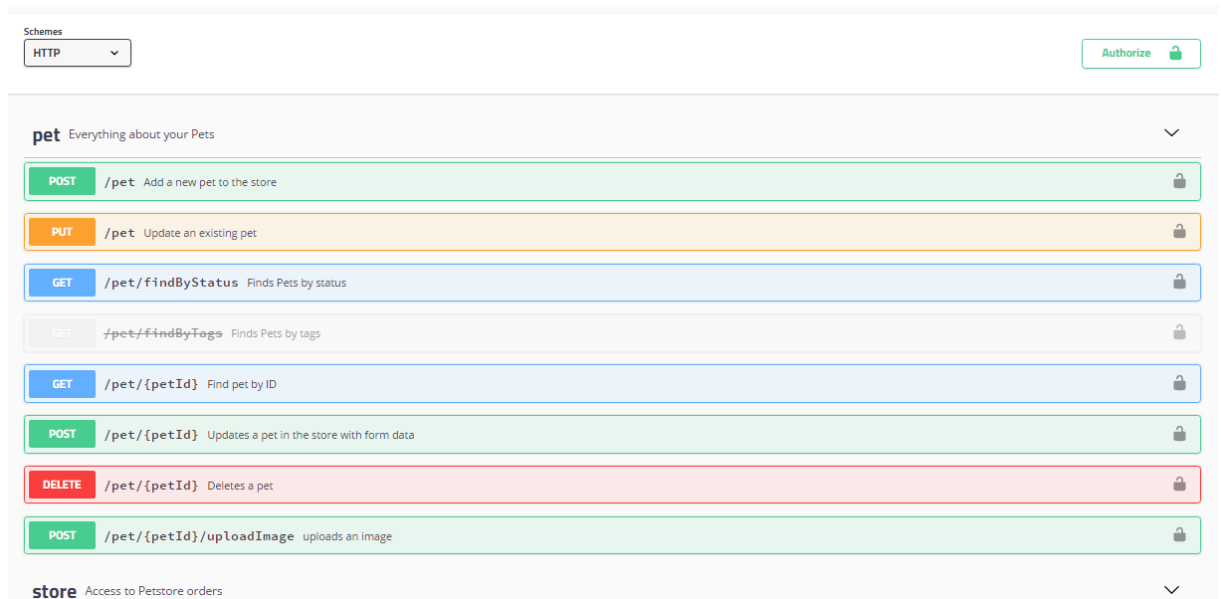 Schemes
HTTP
Authorize
pet Everything about your Pets
POST /pet Add a new pet to the store
PUT /pet Update an existing pet
GET /pet/findByStatus Finds Pets by status
GET /pet/findByTags Finds Pets by tags
GET /pet/{petId} Find pet by ID
POST /pet/{petId} Updates a pet in the store with form data
DELETE /pet/{petId} Deletes a pet
POST /pet/{petId}/uploadImage uploads an image
store Access to Petstore orders